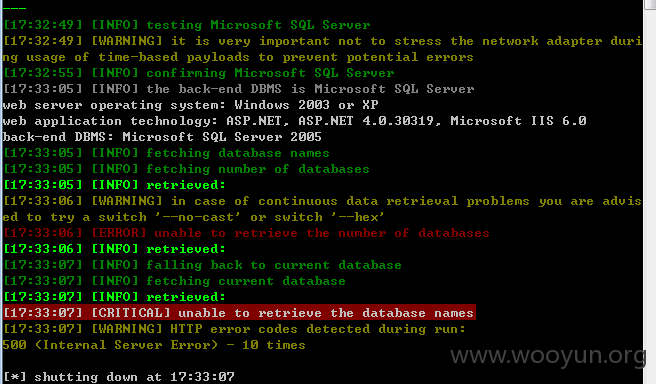 ---
[17:32:49] [INFO] testing Microsoft SQL Server
[17:32:49] [WARNING] it is very important not to stress the network adapter duri
ng usage of time-based payloads to prevent potential errors
[17:32:55] [INFO] confirming Microsoft SQL Server
[17:33:05] [INFO] the back-end DBMS is Microsoft SQL Server
web server operating system: Windows 2003 or XP
web application technology: ASP.NET, ASP.NET 4.0.30319, Microsoft IIS 6.0
back-end DBMS: Microsoft SQL Server 2005
[17:33:05] [INFO] fetching database names
[17:33:05] [INFO] fetching number of databases
[17:33:05] [INFO] retrieved:
[17:33:06] [WARNING] in case of continuous data retrieval problems you are advis
ed to try a switch '--no-cast' or switch '--hex'
[17:33:06] [ERROR] unable to retrieve the number of databases
[17:33:06] [INFO] retrieved:
[17:33:07] [INFO] falling back to current database
[17:33:07] [INFO] fetching current database
[17:33:07] [INFO] retrieved:
[17:33:07] [CRITICAL] unable to retrieve the database names
[17:33:07] [WARNING] HTTP error codes detected during run:
500 (Internal Server Error) - 10 times
www.wooyun.org
[*] shutting down at 17:33:07